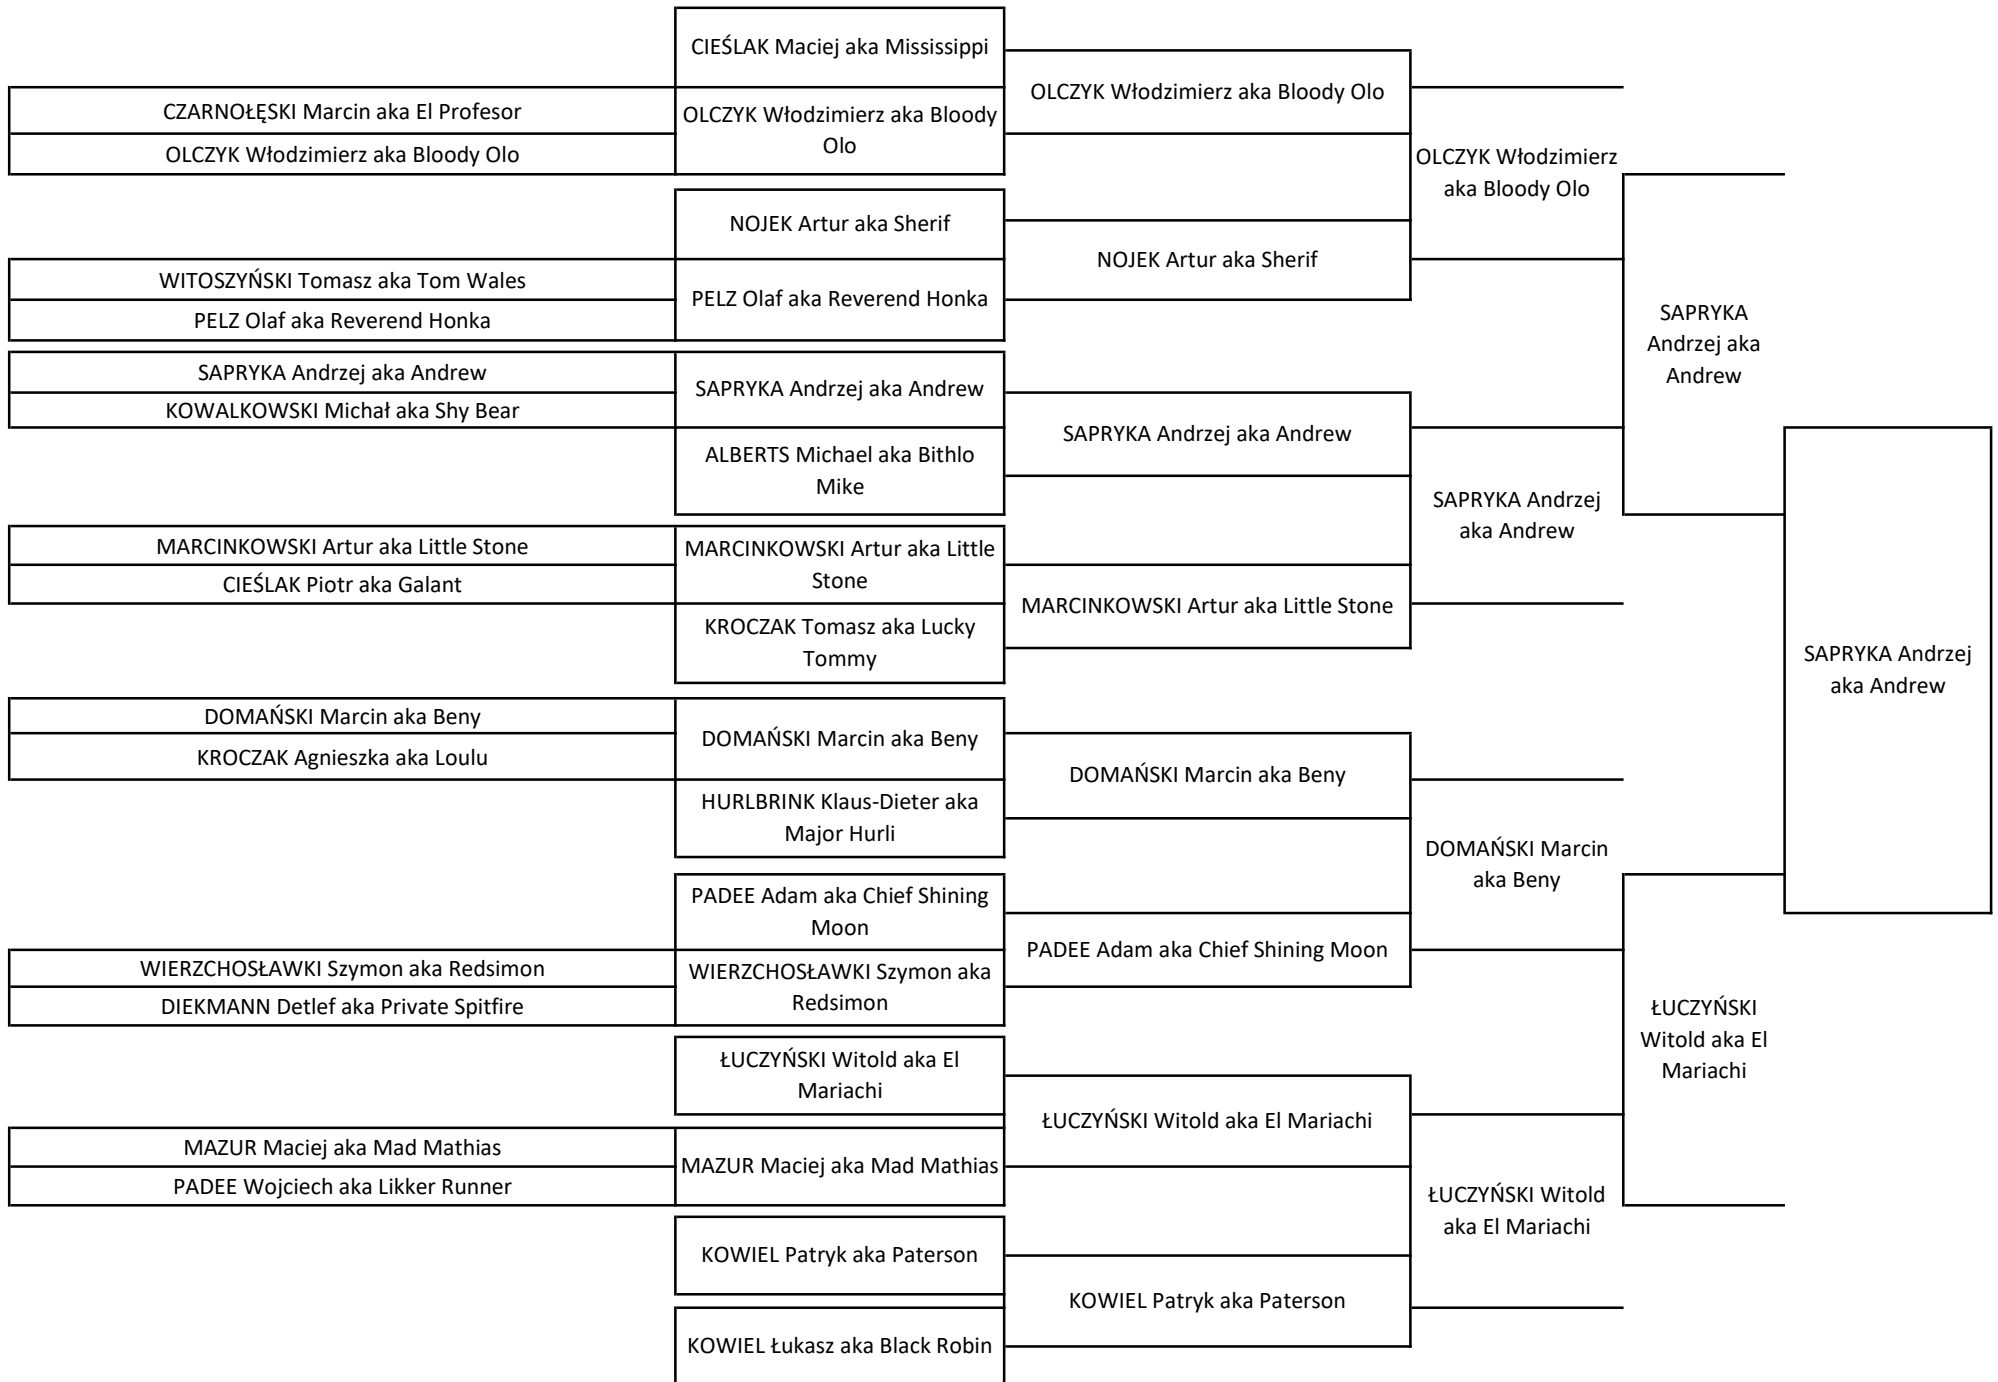 CIEŚLAK Maciej aka Mississippi
CZARNOŁĘSKI Marcin aka El Profesor
OLCZYK Włodzimierz aka Bloody Olo
OLCZYK Włodzimierz aka Bloody
Olo
OLCZYK Włodzimierz aka Bloody Olo
OLCZYK Włodzimierz
aka Bloody Olo
NOJEK Artur aka Sherif
WITOSZYŃSKI Tomasz aka Tom Wales
PELZ Olaf aka Reverend Honka
PELZ Olaf aka Reverend Honka
NOJEK Artur aka Sherif
SAPRYKA
Andrzej aka
Andrew
SAPRYKA Andrzej aka Andrew
KOWALKOWSKI Michał aka Shy Bear
SAPRYKA Andrzej aka Andrew
ALBERTS Michael aka Bithlo
Mike
SAPRYKA Andrzej aka Andrew
SAPRYKA Andrzej
aka Andrew
MARCINKOWSKI Artur aka Little Stone
CIEŚLAK Piotr aka Galant
MARCINKOWSKI Artur aka Little
Stone
KROCZAK Tomasz aka Lucky
Tommy
MARCINKOWSKI Artur aka Little Stone
SAPRYKA Andrzej
aka Andrew
DOMAŃSKI Marcin aka Beny
KROCZAK Agnieszka aka Loulu
DOMAŃSKI Marcin aka Beny
HURLBRINK Klaus-Dieter aka
Major Hurli
DOMAŃSKI Marcin aka Beny
DOMAŃSKI Marcin
aka Beny
PADEE Adam aka Chief Shining
Moon
WIERZCHOSŁAWKI Szymon aka Redsimon
DIEKMANN Detlef aka Private Spitfire
WIERZCHOSŁAWKI Szymon aka
Redsimon
PADEE Adam aka Chief Shining Moon
ŁUCZYŃSKI
Witold aka El
Mariachi
ŁUCZYŃSKI Witold aka El
Mariachi
MAZUR Maciej aka Mad Mathias
PADEE Wojciech aka Likker Runner
MAZUR Maciej aka Mad Mathias
ŁUCZYŃSKI Witold aka El Mariachi
ŁUCZYŃSKI Witold
aka El Mariachi
KOWIEL Patryk aka Paterson
KOWIEL Łukasz aka Black Robin
KOWIEL Patryk aka Paterson